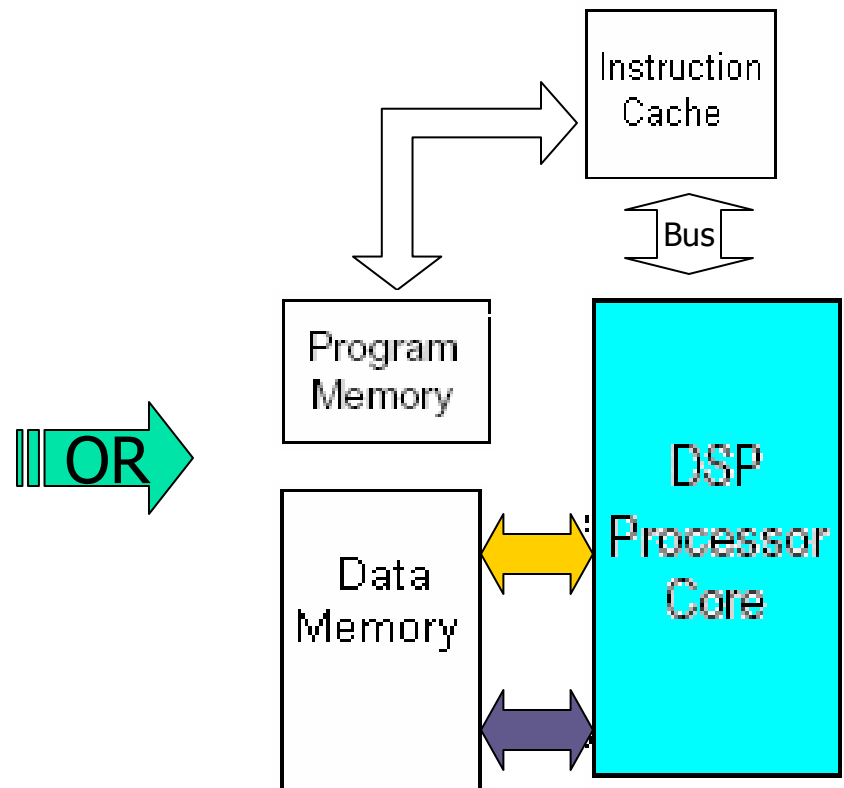 Instruction
Cache
Bus
Program
Memory
OR
DSP
Processor
Core
Data
Memory